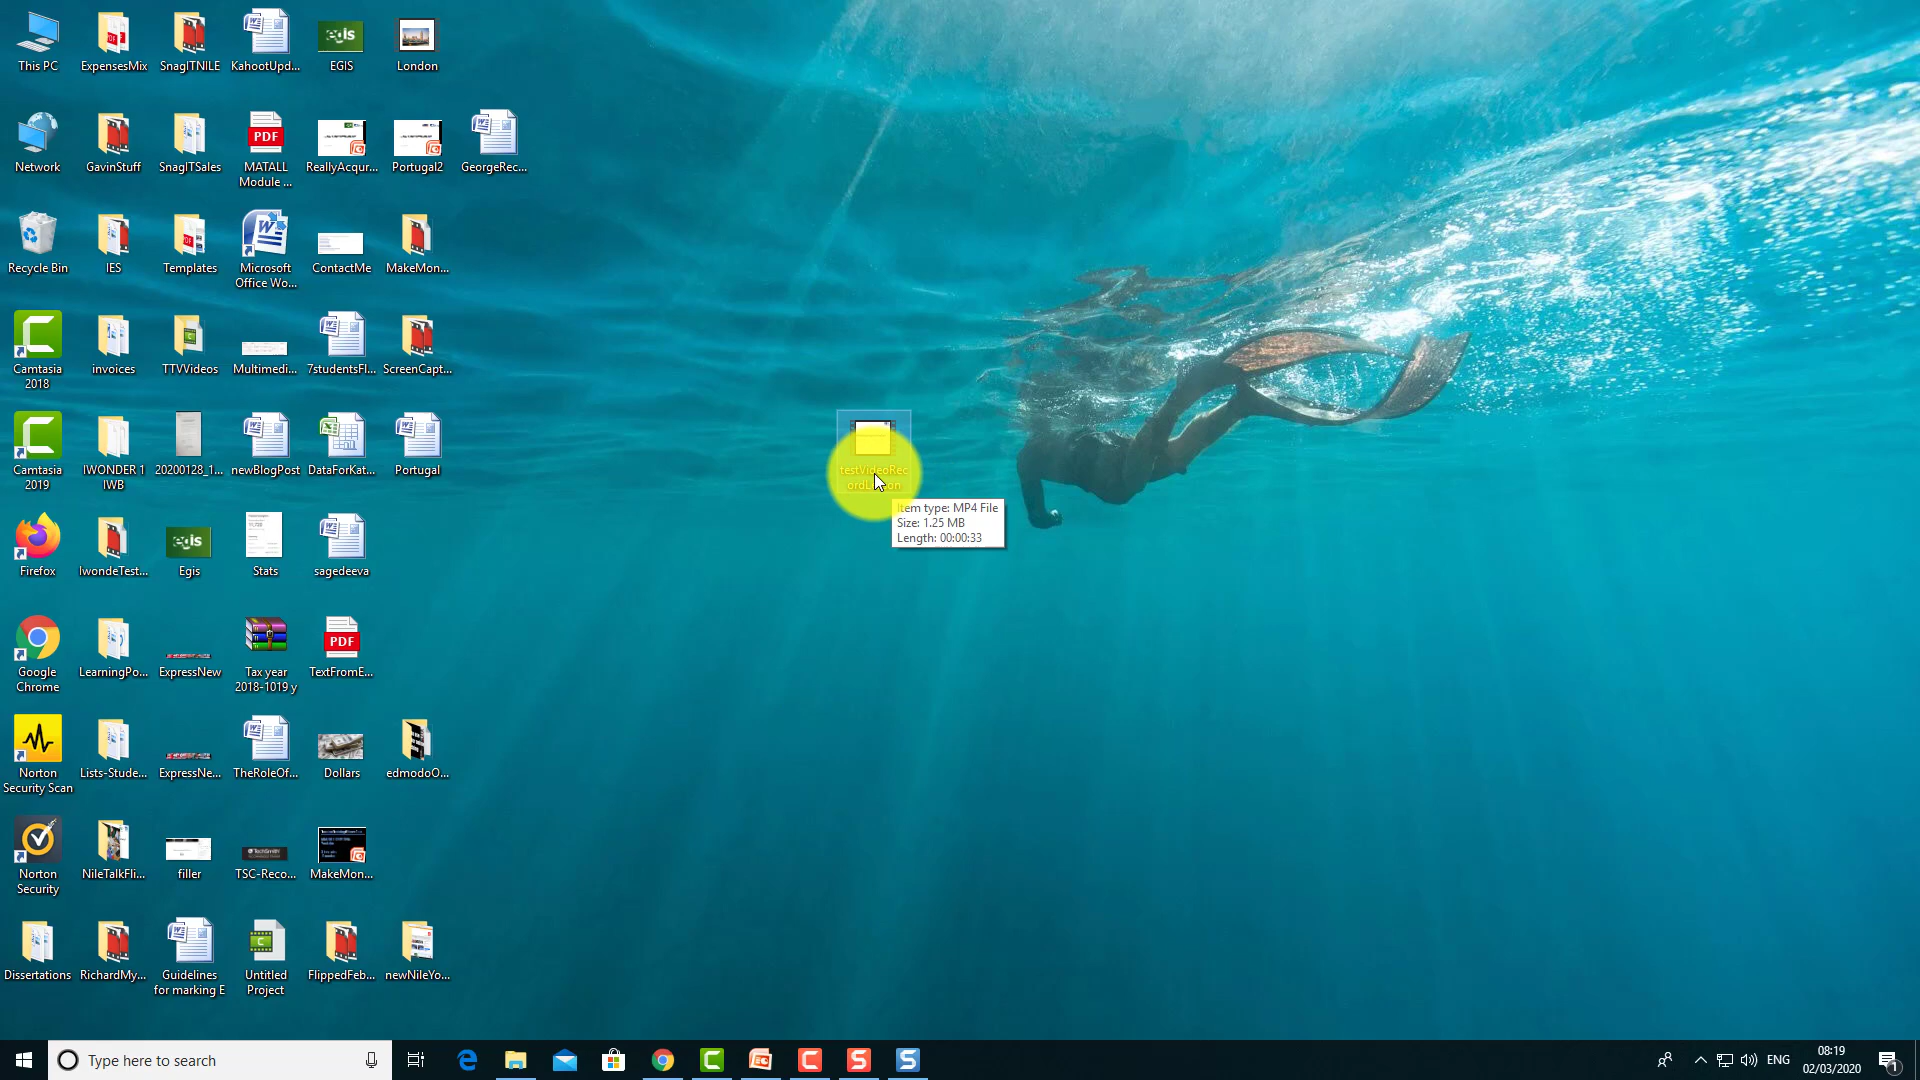 This PC
ExpensesMix
SnagITNILE
KahootUpd...
egis
EGIS
London
Network
GavinStuff
SnagITSales
PDF
MATALL
Module ...
ReallyAcqur...
Portugal2
GeorgeRec...
Recycle Bin
IES
Templates
Microsoft
Office Wo...
ContactMe
MakeMon...
Camtasia
2018
invoices
TTVVideos
Multimedi...
7studentsFl...
ScreenCapt...
Camtasia
2019
IWONDER 1
IWB
20200128_1...
newBlogPost
DataForKat...
Portugal
testVideoRec
Item type: MP4 File
Size: 1.25 MB
Length: 00:00:33
Firefox
IwondeTest...
egis
Egis
Stats
sagedeeva
Google
Chrome
LearningPo...
ExpressNew
Tax year
2018-1019 y
PDF
TextFromE...
Norton
Security Scan
Lists-Stude...
ExpressNe...
TheRoleOf...
Dollars
edmodoO...
Norton
Security
NileTalkFli...
filler
TSC-Reco...
MakeMon...
Dissertations
RichardMy...
Guidelines
for marking E
Untitled
Project
FlippedFeb...
newNileYo...
Type here to search
ENG
08:19
02/03/2020
1